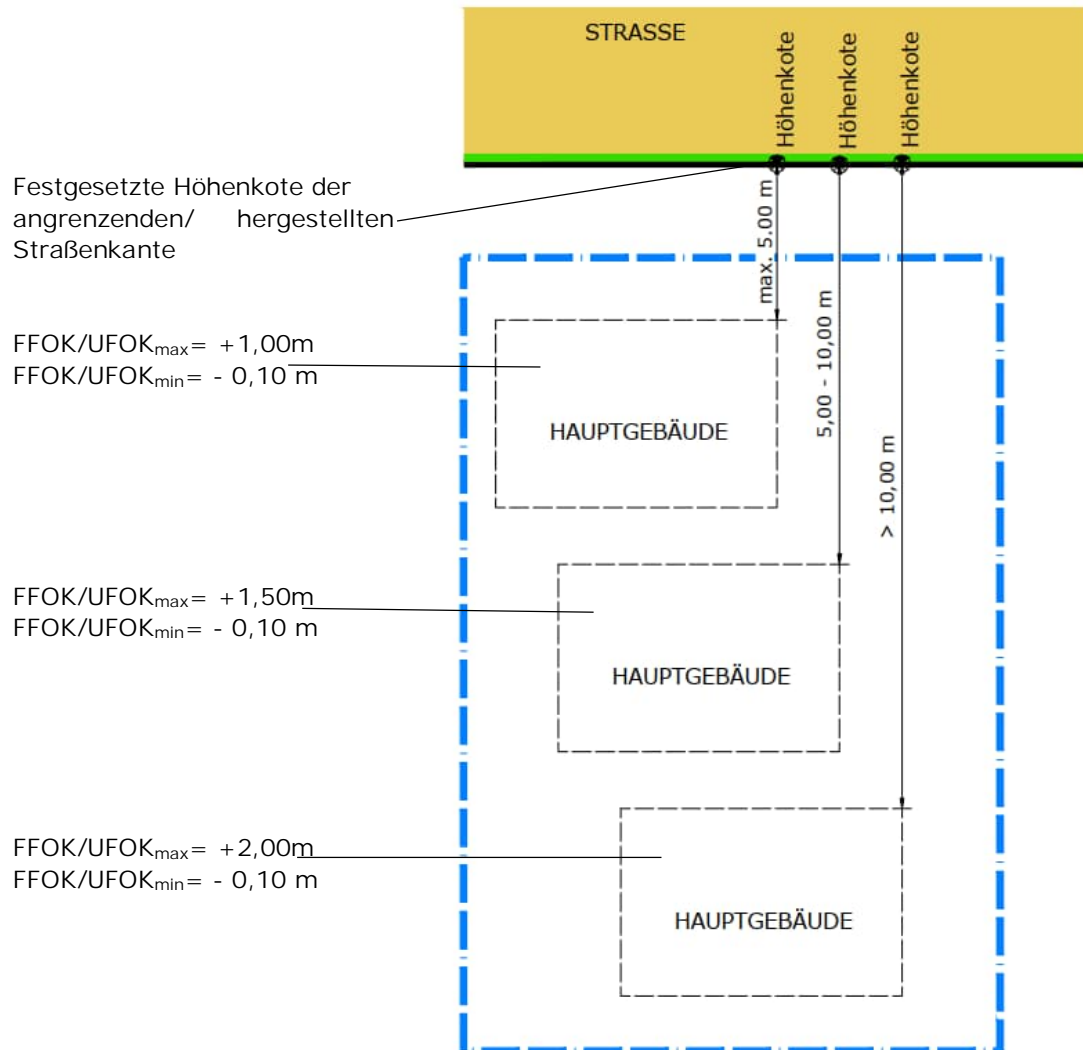 STRASSE
Höhenkote
Höhenkote
Höhenkote
Festgesetzte Höhenkote der
angrenzenden/ hergestellten
Straßenkante
max. 5.00 m
5,00 - 10,00 m
> 10,00 m
FFOK/UFOKmax= +1,00m
FFOK/UFOKmin= - 0,10 m
HAUPTGEBÄUDE
FFOK/UFOKmax= +1,50m
FFOK/UFOKmin= - 0,10 m
HAUPTGEBÄUDE
FFOK/UFOKmax= +2,00m
FFOK/UFOKmin= - 0,10 m
HAUPTGEBÄUDE